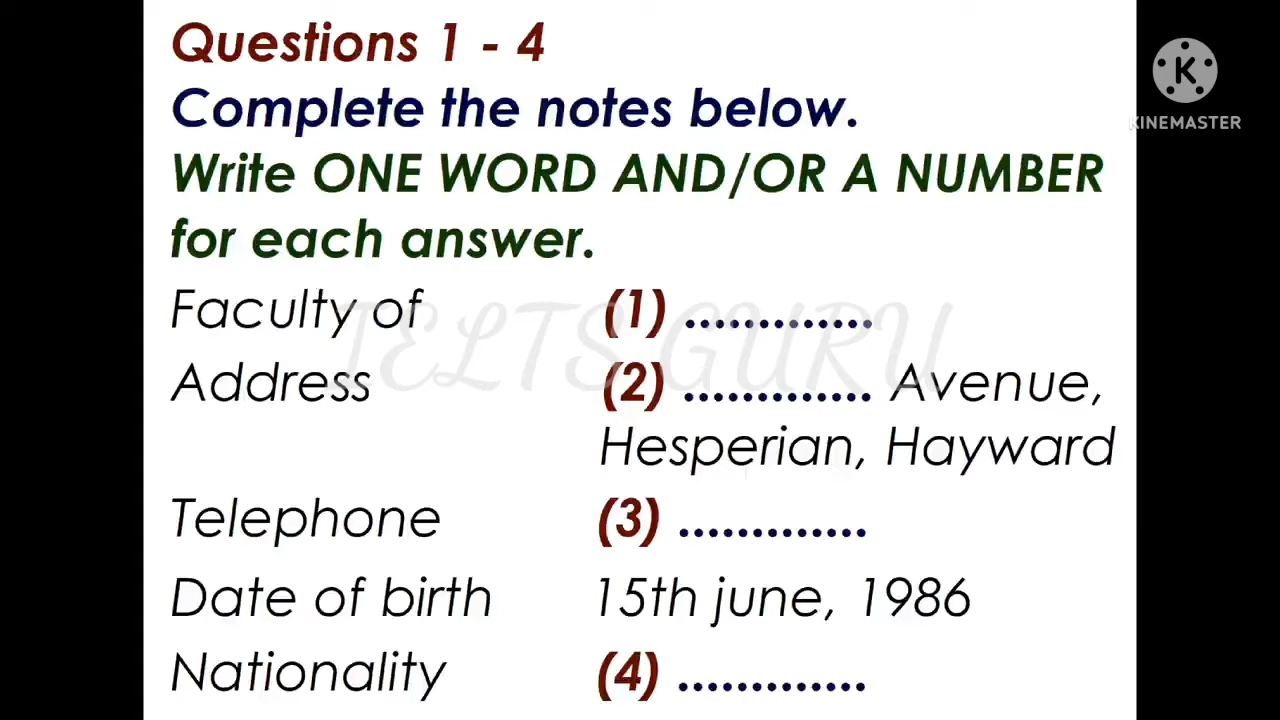 Questions 1 - 4
Complete the notes below.
Write ONE WORD AND/OR A NUMBER
for each answer.
Faculty of (1) .............
Address (2) ............. Avenue,
Hesperian, Hayward
Telephone (3) .............
Date of birth 15th june, 1986
Nationality (4) .............
IELTS GURU
K
KINEMASTER